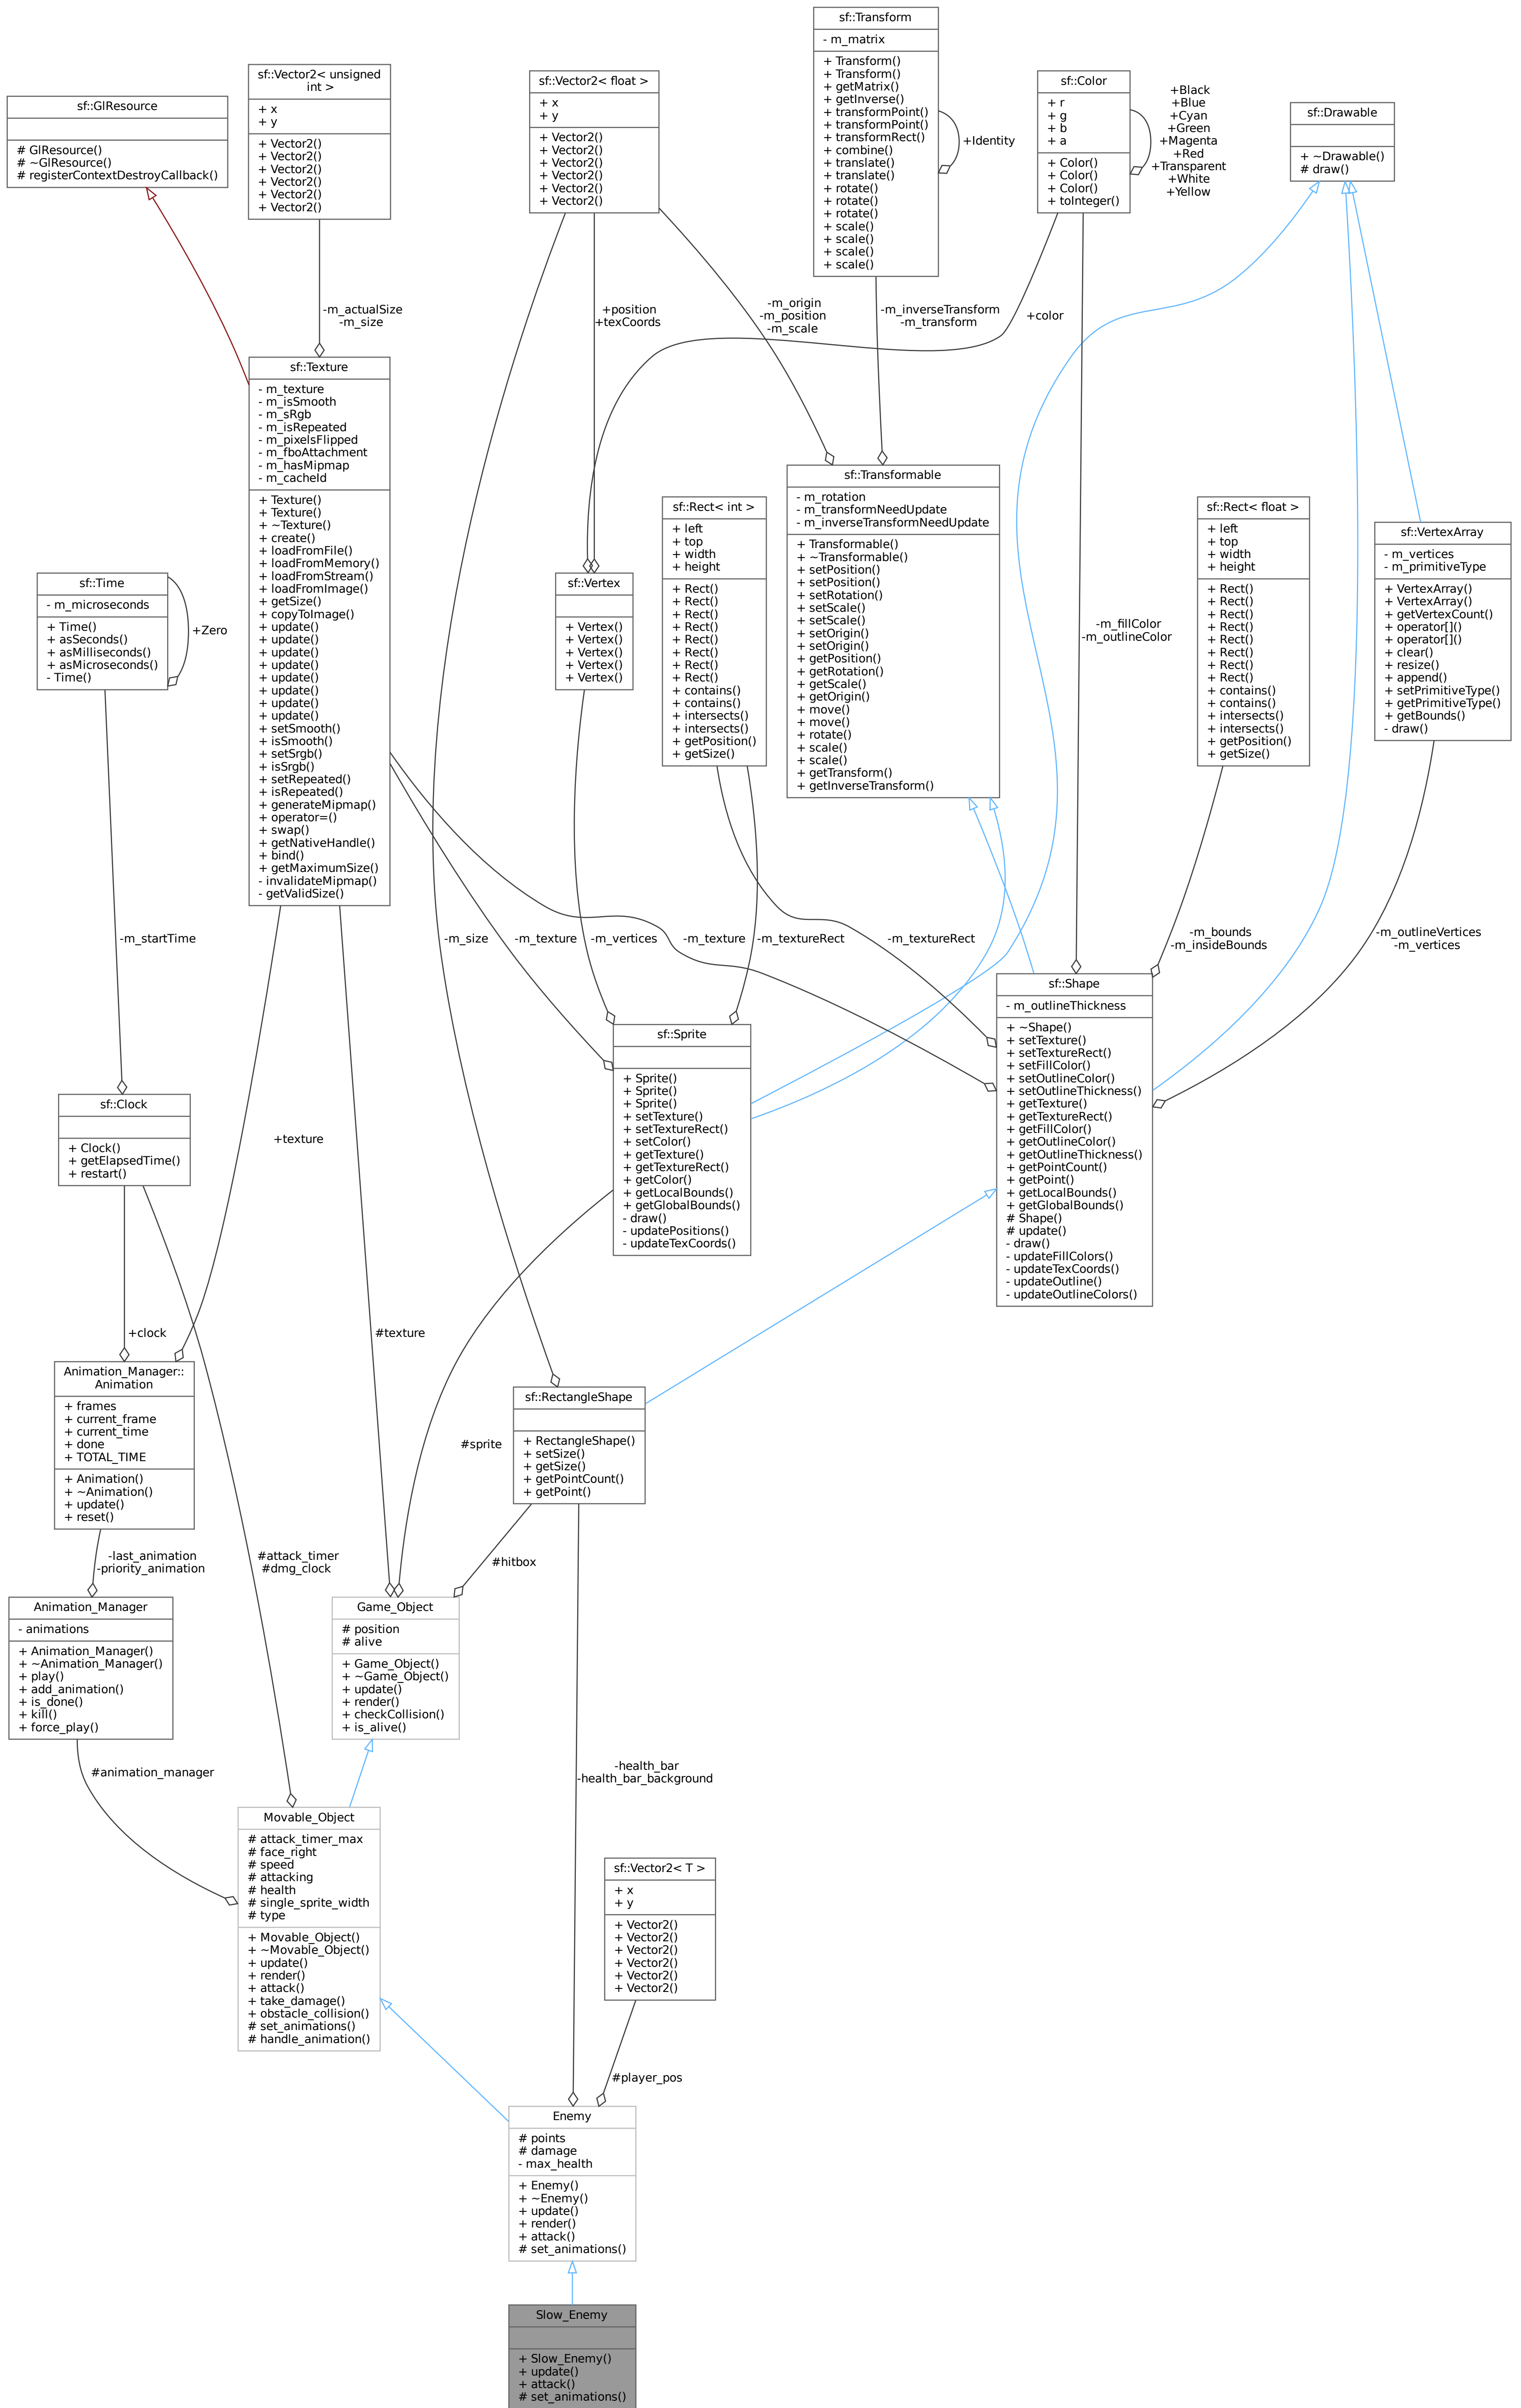 sf::Transform
- m_matrix
+ Transform()
+ Transform()
+ getMatrix()
+ getInverse()
+ transformPoint()
+ transformPoint()
+ transformRect()
+ combine()
+ translate()
+ translate()
+ rotate()
+ rotate()
+ rotate()
+ scale()
+ scale()
+ scale()
+ scale()
+Identity
sf::Vector2< unsigned
int >
+ x
+ y
+ Vector2()
+ Vector2()
+ Vector2()
+ Vector2()
+ Vector2()
+ Vector2()
sf::Vector2< float >
+ x
+ y
+ Vector2()
+ Vector2()
+ Vector2()
+ Vector2()
+ Vector2()
+ Vector2()
sf::Color
+ r
+ g
+ b
+ a
+ Color()
+ Color()
+ Color()
+ toInteger()
+Black
+Blue
+Cyan
+Green
+Magenta
+Red
+Transparent
+White
+Yellow
sf::GlResource
# GlResource()
# ~GlResource()
# registerContextDestroyCallback()
sf::Drawable
+ ~Drawable()
# draw()
-m_actualSize
-m_size
+position
+texCoords
-m_origin
-m_position
-m_scale
-m_inverseTransform
-m_transform
+color
sf::Texture
- m_texture
- m_isSmooth
- m_sRgb
- m_isRepeated
- m_pixelsFlipped
- m_fboAttachment
- m_hasMipmap
- m_cacheId
+ Texture()
+ Texture()
+ ~Texture()
+ create()
+ loadFromFile()
+ loadFromMemory()
+ loadFromStream()
+ loadFromImage()
+ getSize()
+ copyToImage()
+ update()
+ update()
+ update()
+ update()
+ update()
+ update()
+ update()
+ update()
+ setSmooth()
+ isSmooth()
+ setSrgb()
+ isSrgb()
+ setRepeated()
+ isRepeated()
+ generateMipmap()
+ operator=()
+ swap()
+ getNativeHandle()
+ bind()
+ getMaximumSize()
- invalidateMipmap()
- getValidSize()
sf::Transformable
- m_rotation
- m_transformNeedUpdate
- m_inverseTransformNeedUpdate
+ Transformable()
+ ~Transformable()
+ setPosition()
+ setPosition()
+ setRotation()
+ setScale()
+ setScale()
+ setOrigin()
+ setOrigin()
+ getPosition()
+ getRotation()
+ getScale()
+ getOrigin()
+ move()
+ move()
+ rotate()
+ scale()
+ scale()
+ getTransform()
+ getInverseTransform()
sf::Rect< int >
+ left
+ top
+ width
+ height
+ Rect()
+ Rect()
+ Rect()
+ Rect()
+ Rect()
+ Rect()
+ Rect()
+ Rect()
+ contains()
+ contains()
+ intersects()
+ intersects()
+ getPosition()
+ getSize()
sf::Rect< float >
+ left
+ top
+ width
+ height
+ Rect()
+ Rect()
+ Rect()
+ Rect()
+ Rect()
+ Rect()
+ Rect()
+ Rect()
+ contains()
+ contains()
+ intersects()
+ intersects()
+ getPosition()
+ getSize()
sf::VertexArray
- m_vertices
- m_primitiveType
+ VertexArray()
+ VertexArray()
+ getVertexCount()
+ operator[]()
+ operator[]()
+ clear()
+ resize()
+ append()
+ setPrimitiveType()
+ getPrimitiveType()
+ getBounds()
- draw()
sf::Time
- m_microseconds
+ Time()
+ asSeconds()
+ asMilliseconds()
+ asMicroseconds()
- Time()
+Zero
sf::Vertex
+ Vertex()
+ Vertex()
+ Vertex()
+ Vertex()
+ Vertex()
-m_fillColor
-m_outlineColor
-m_startTime
-m_size
-m_texture
-m_vertices
-m_texture
-m_textureRect
-m_textureRect
-m_bounds
-m_insideBounds
-m_outlineVertices
-m_vertices
sf::Shape
- m_outlineThickness
+ ~Shape()
+ setTexture()
+ setTextureRect()
+ setFillColor()
+ setOutlineColor()
+ setOutlineThickness()
+ getTexture()
+ getTextureRect()
+ getFillColor()
+ getOutlineColor()
+ getOutlineThickness()
+ getPointCount()
+ getPoint()
+ getLocalBounds()
+ getGlobalBounds()
# Shape()
# update()
- draw()
- updateFillColors()
- updateTexCoords()
- updateOutline()
- updateOutlineColors()
sf::Sprite
+ Sprite()
+ Sprite()
+ Sprite()
+ setTexture()
+ setTextureRect()
+ setColor()
+ getTexture()
+ getTextureRect()
+ getColor()
+ getLocalBounds()
+ getGlobalBounds()
- draw()
- updatePositions()
- updateTexCoords()
sf::Clock
+ Clock()
+ getElapsedTime()
+ restart()
+texture
+clock
#texture
Animation_Manager::
Animation
+ frames
+ current_frame
+ current_time
+ done
+ TOTAL_TIME
+ Animation()
+ ~Animation()
+ update()
+ reset()
sf::RectangleShape
+ RectangleShape()
+ setSize()
+ getSize()
+ getPointCount()
+ getPoint()
#sprite
-last_animation
-priority_animation
#attack_timer
#dmg_clock
#hitbox
Animation_Manager
- animations
+ Animation_Manager()
+ ~Animation_Manager()
+ play()
+ add_animation()
+ is_done()
+ kill()
+ force_play()
Game_Object
# position
# alive
+ Game_Object()
+ ~Game_Object()
+ update()
+ render()
+ checkCollision()
+ is_alive()
#animation_manager
-health_bar
-health_bar_background
Movable_Object
# attack_timer_max
# face_right
# speed
# attacking
# health
# single_sprite_width
# type
+ Movable_Object()
+ ~Movable_Object()
+ update()
+ render()
+ attack()
+ take_damage()
+ obstacle_collision()
# set_animations()
# handle_animation()
sf::Vector2< T >
+ x
+ y
+ Vector2()
+ Vector2()
+ Vector2()
+ Vector2()
+ Vector2()
+ Vector2()
#player_pos
Enemy
# points
# damage
- max_health
+ Enemy()
+ ~Enemy()
+ update()
+ render()
+ attack()
# set_animations()
Slow_Enemy
+ Slow_Enemy()
+ update()
+ attack()
# set_animations()